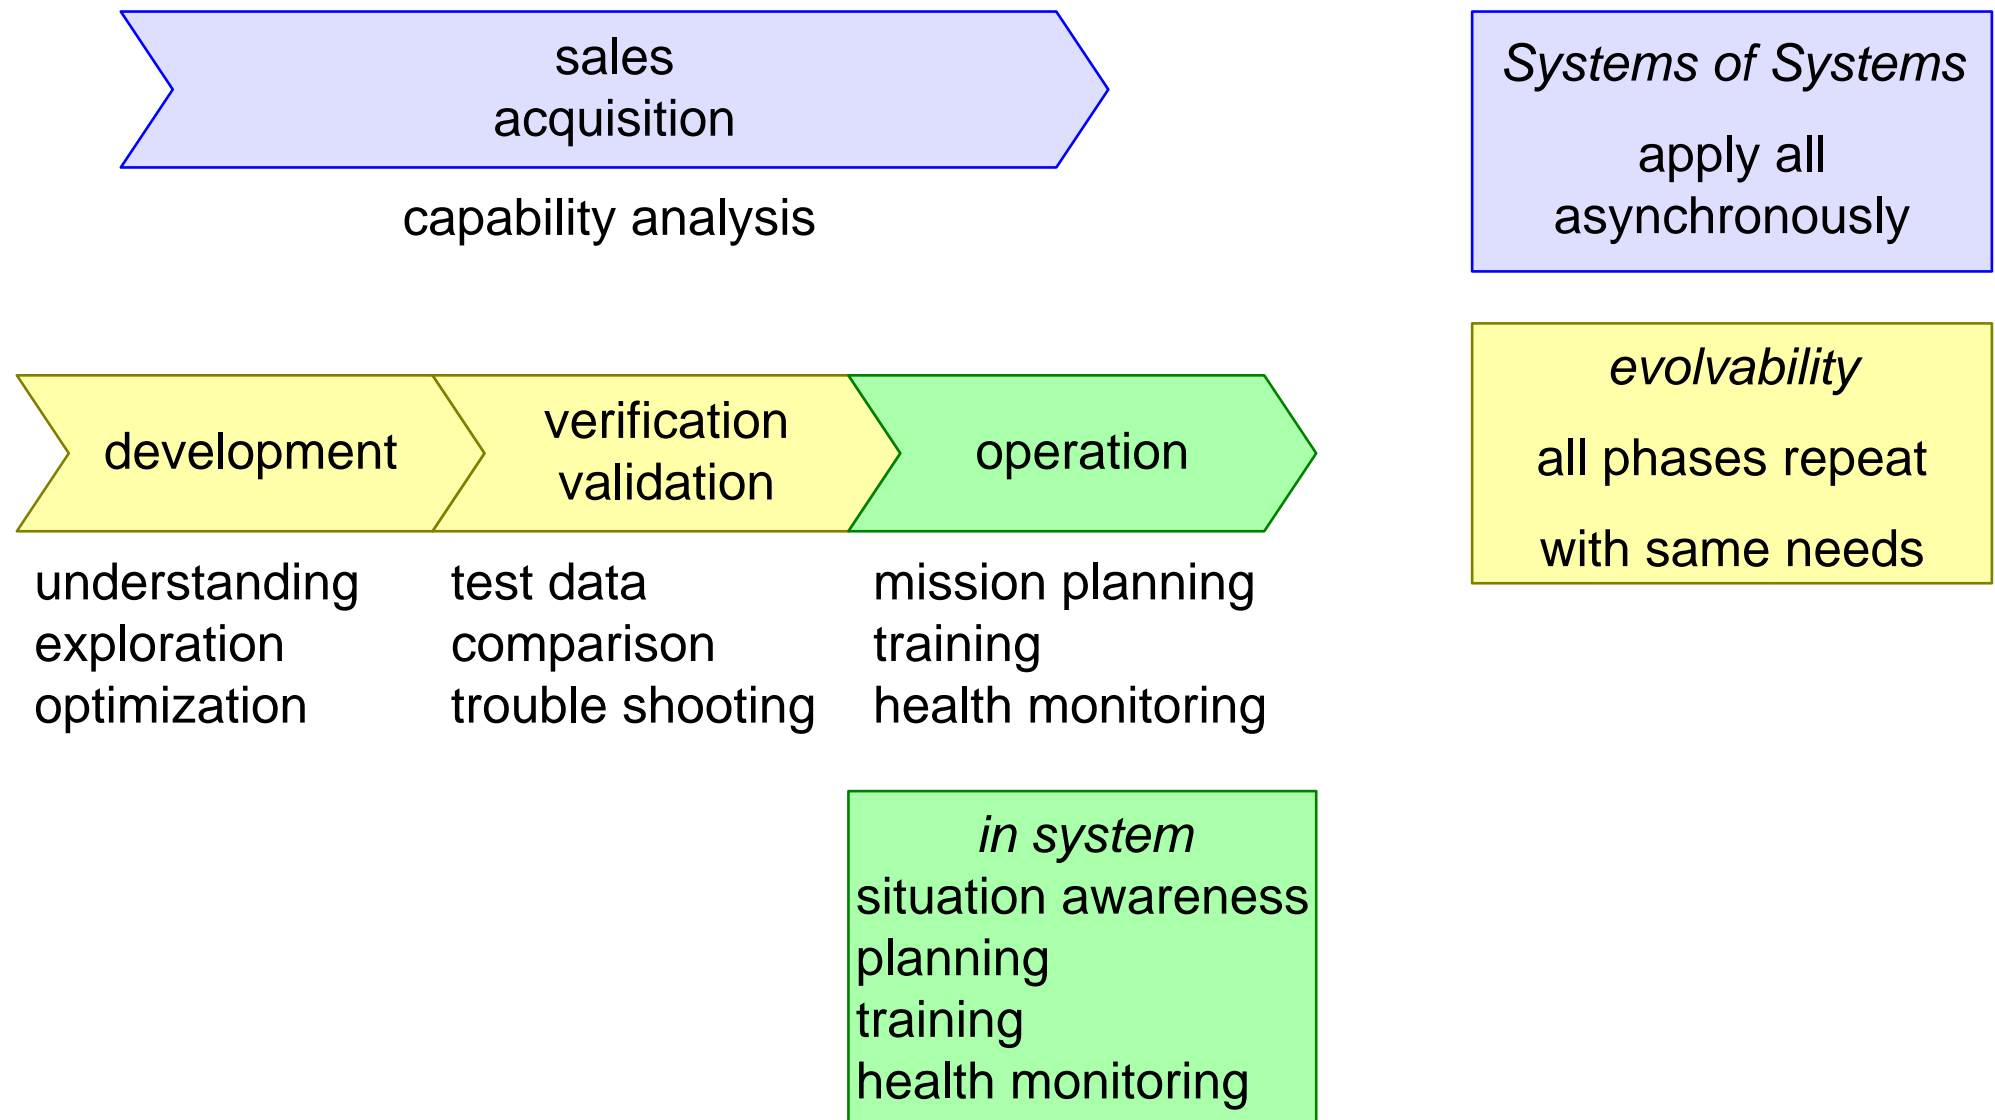 sales
acquisition
capability analysis
Systems of Systems
apply all
asynchronously
evolvability
all phases repeat
with same needs
development
verification
validation
operation
understanding
exploration
optimization
test data
comparison
trouble shooting
mission planning
training
health monitoring
in system
situation awareness
planning
training
health monitoring